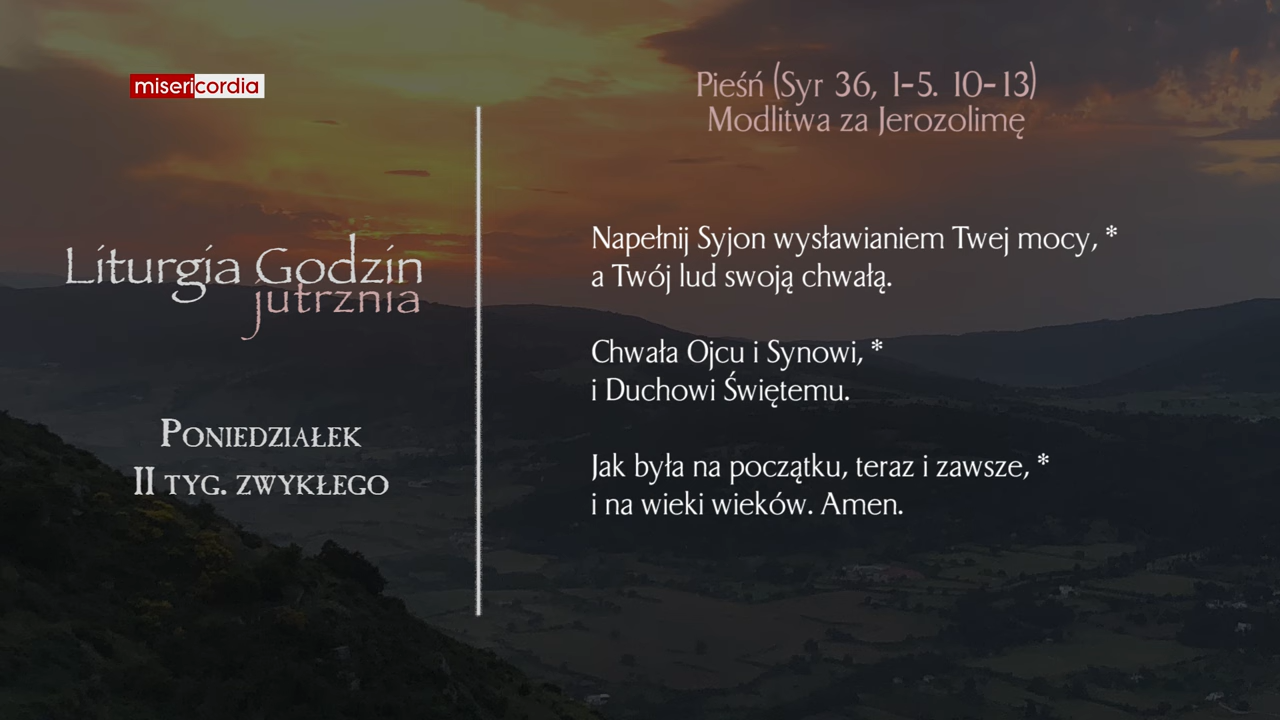 misericordia
Liturgia Godzin
jutrznia
Poniedziałek
II tyg. zwykłego
Pieśń (Syr 36, 1-5. 10-13)
Modlitwa za Jerozolimę
Napełnij Syjon wysławianiem Twej mocy, *
a Twój lud swoją chwałą.
Chwała Ojcu i Synowi, *
i Duchowi Świętemu.
Jak była na początku, teraz i zawsze, *
i na wieki wieków. Amen.